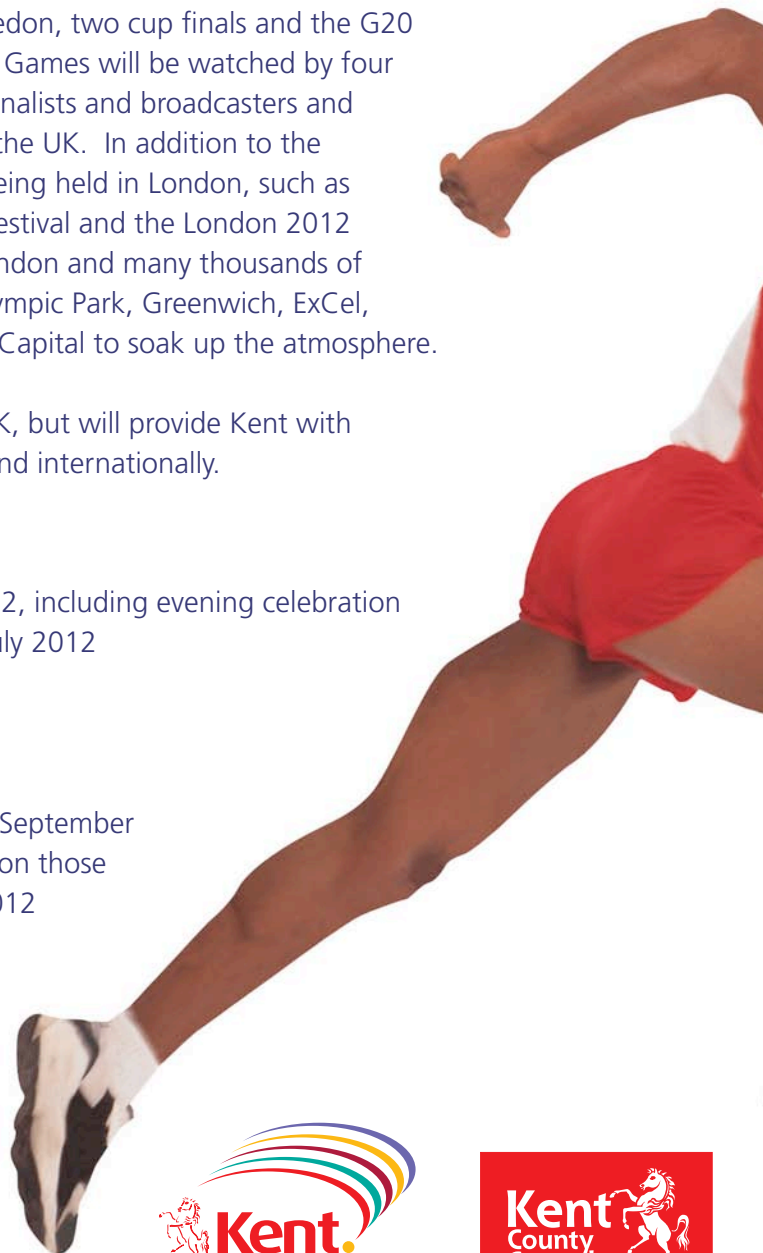 edon, two cup finals and the G20
Games will be watched by four
nalists and broadcasters and
the UK. In addition to the
eing held in London, such as
estival and the London 2012
ndon and many thousands of
ympic Park, Greenwich, ExCel,
Capital to soak up the atmosphere.
K, but will provide Kent with
nd internationally.
2, including evening celebration
uly 2012
September
on those
012
Kent.
Kent
County